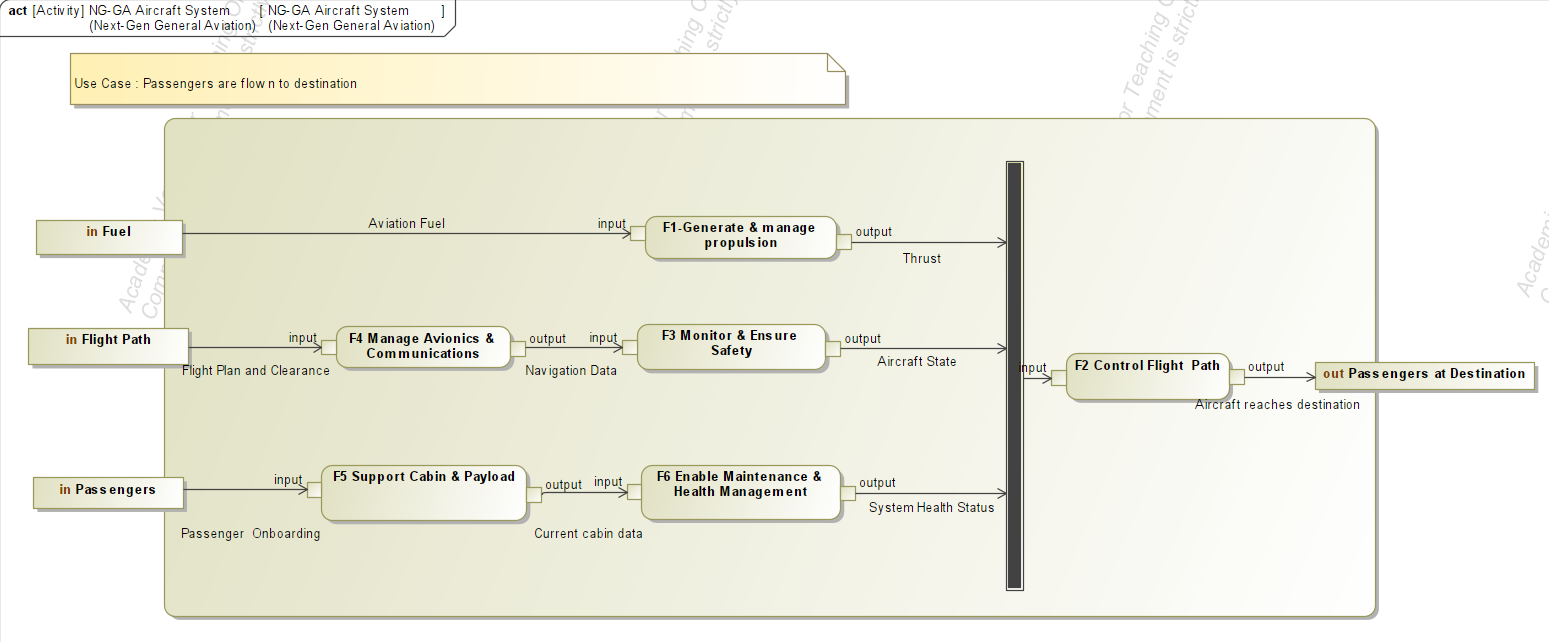 act [Activity] NG-GA Aircraft System [ NG-GA Aircraft System ]
(Next-Gen General Aviation) (Next-Gen General Aviation)
Use Case : Passengers are flown to destination
in Fuel
Aviation Fuel
input
F1-Generate & manage
propulsion
output
Thrust
in Flight Path
input
Flight Plan and Clearance
F4 Manage Avionics &
Communications
output
input
Navigation Data
F3 Monitor & Ensure
Safety
output
Aircraft State
in Passengers
input
Passenger Onboarding
F5 Support Cabin & Payload
output
input
Current cabin data
F6 Enable Maintenance &
Health Management
output
System Health Status
input
F2 Control Flight Path
output
Aircraft reaches destination
out Passengers at Destination